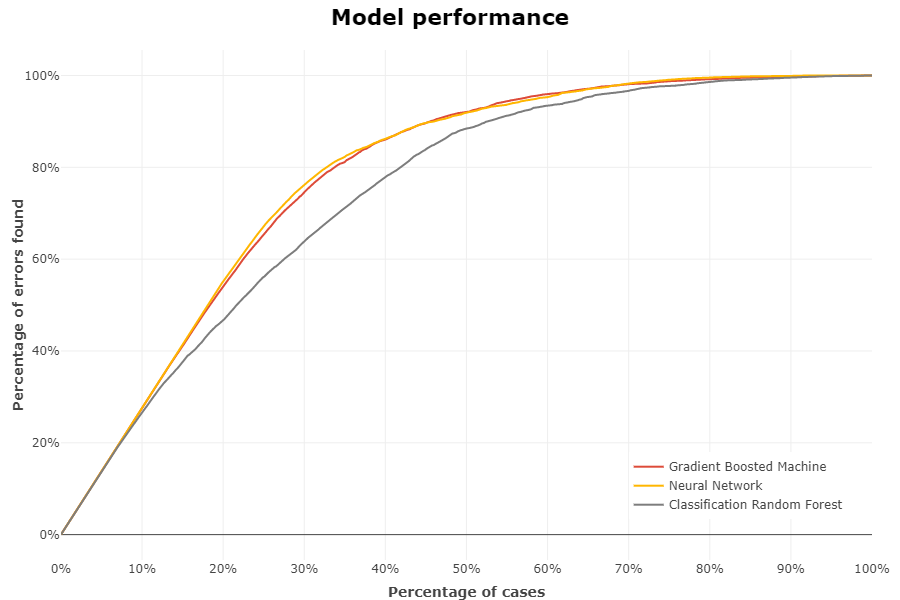 Model performance
100%
80%
60%
40%
20%
0%
Percentage of errors found
Gradient Boosted Machine
Neural Network
Classification Random Forest
0% 10% 20% 30% 40% 50% 60% 70% 80% 90% 100%
Percentage of cases